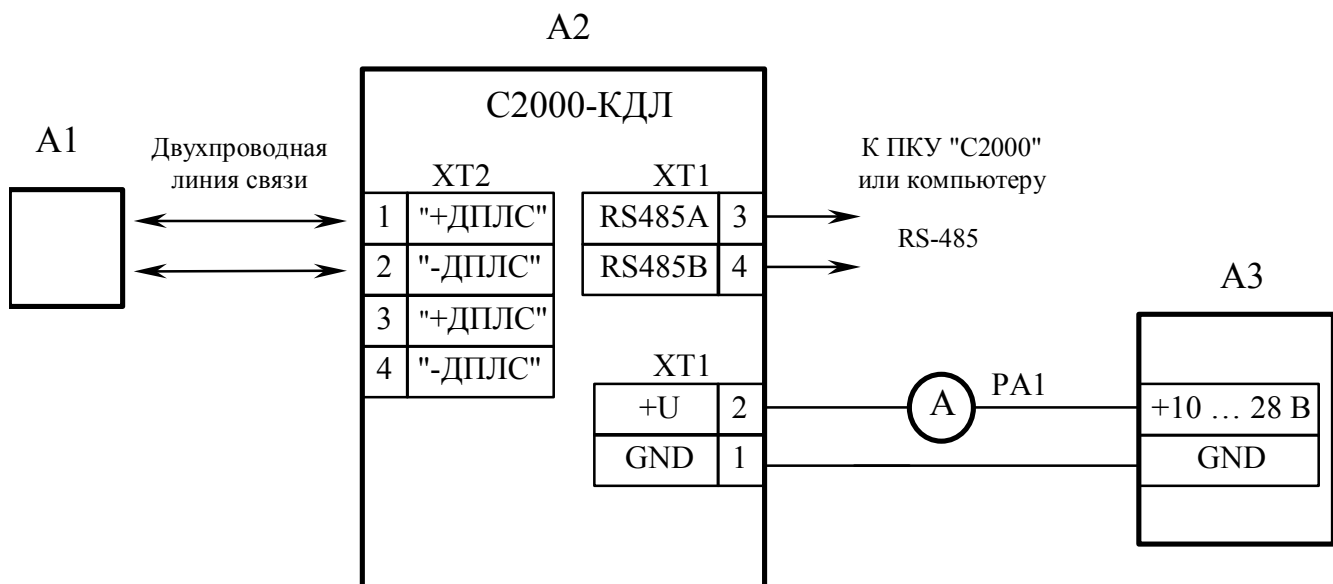 A2
С2000-КДЛ
A1
Двухпроводная
линия связи
XT2
1 "+ДПЛС"
2 "-ДПЛС"
3 "+ДПЛС"
4 "-ДПЛС"
XT1
RS485A 3
RS485B 4
К ПКУ "С2000"
или компьютеру
RS-485
XT1
+U 2
GND 1
A
PA1
A3
+10 … 28 В
GND